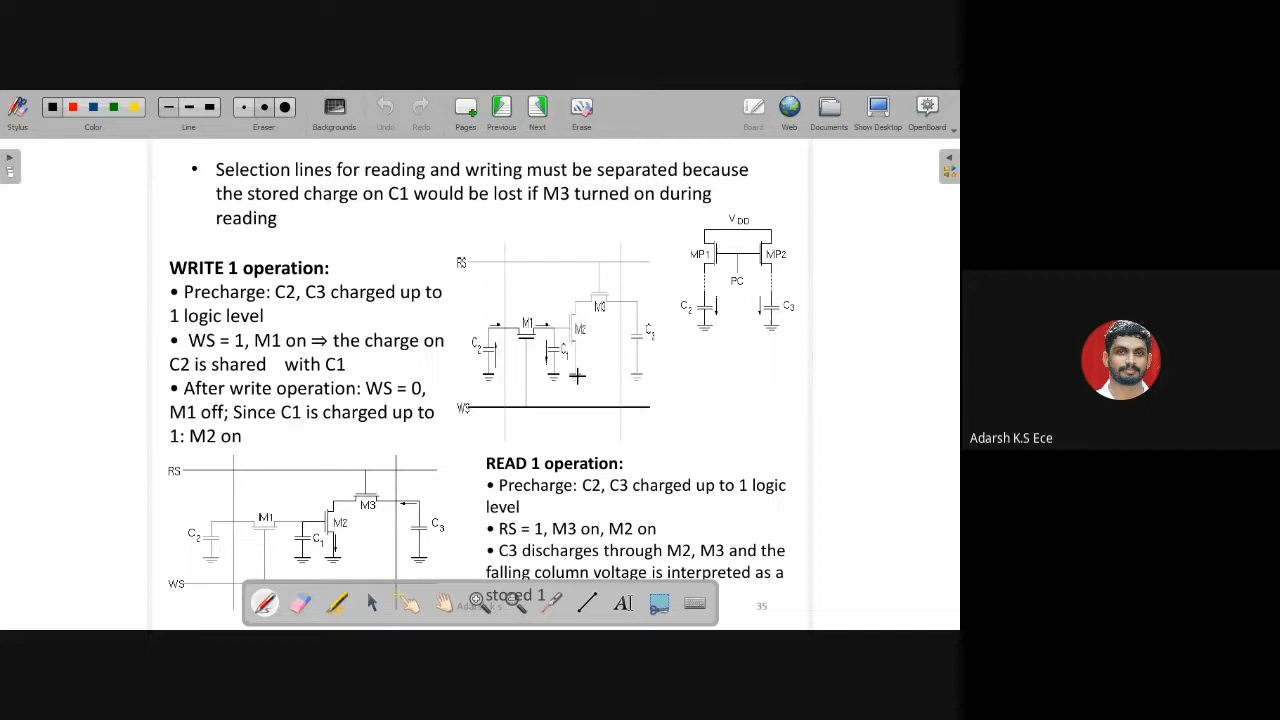 Stylus
Color
Line
Eraser
Backgrounds
Undo
Redo
Pages
Previous
Next
Erase
Board
Web
Documents
Show Desktop
OpenBoard
• Selection lines for reading and writing must be separated because
the stored charge on C1 would be lost if M3 turned on during
reading
WRITE 1 operation:
• Precharge: C2, C3 charged up to
1 logic level
• WS = 1, M1 on ⇒ the charge on
C2 is shared with C1
• After write operation: WS = 0,
M1 off; Since C1 is charged up to
1: M2 on
RS
M3
M1
M2
C2
C1
C3
WS
VDD
MP1
MP2
PC
C2
C3
RS
M3
M1
M2
C2
C1
C3
WS
READ 1 operation:
• Precharge: C2, C3 charged up to 1 logic
level
• RS = 1, M3 on, M2 on
• C3 discharges through M2, M3 and the
falling column voltage is interpreted as a
stored 1
35
Adarsh K.S Ece